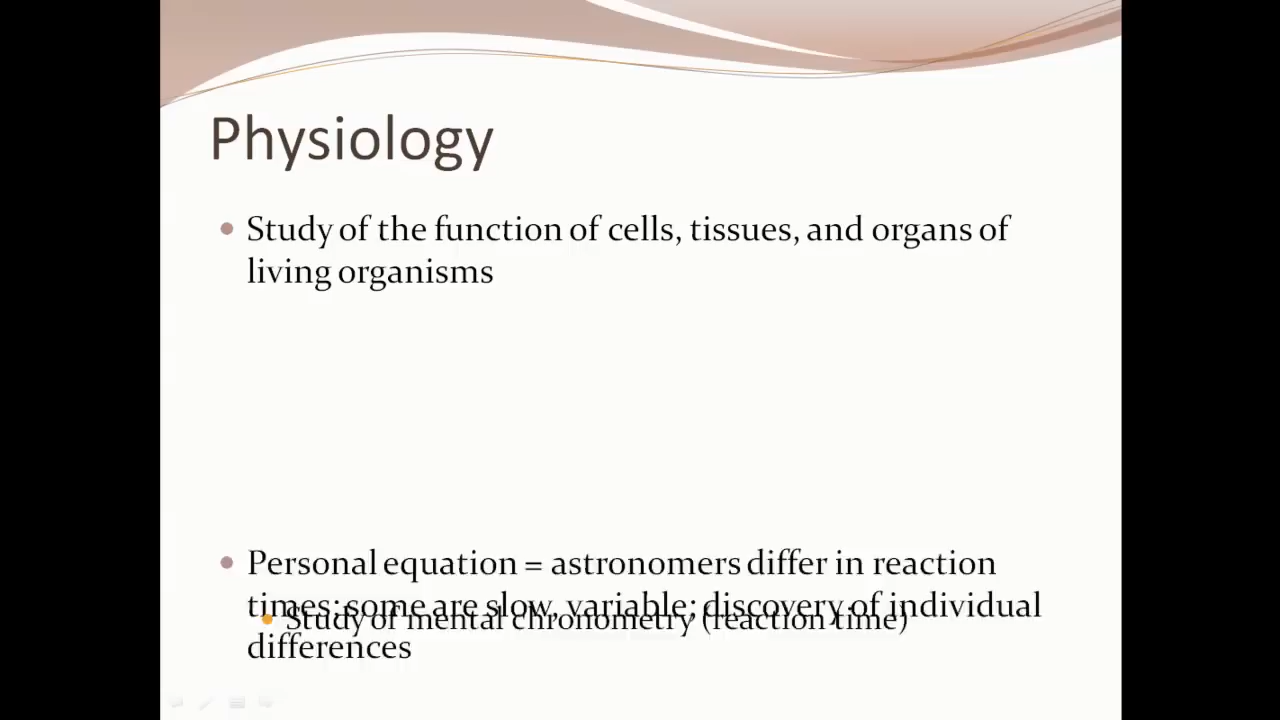 Physiology
• Study of the function of cells, tissues, and organs of
living organisms
• Personal equation = astronomers differ in reaction
times; some are slow, variable; discovery of individual
• Study of mental chronometry (reaction time)
differences